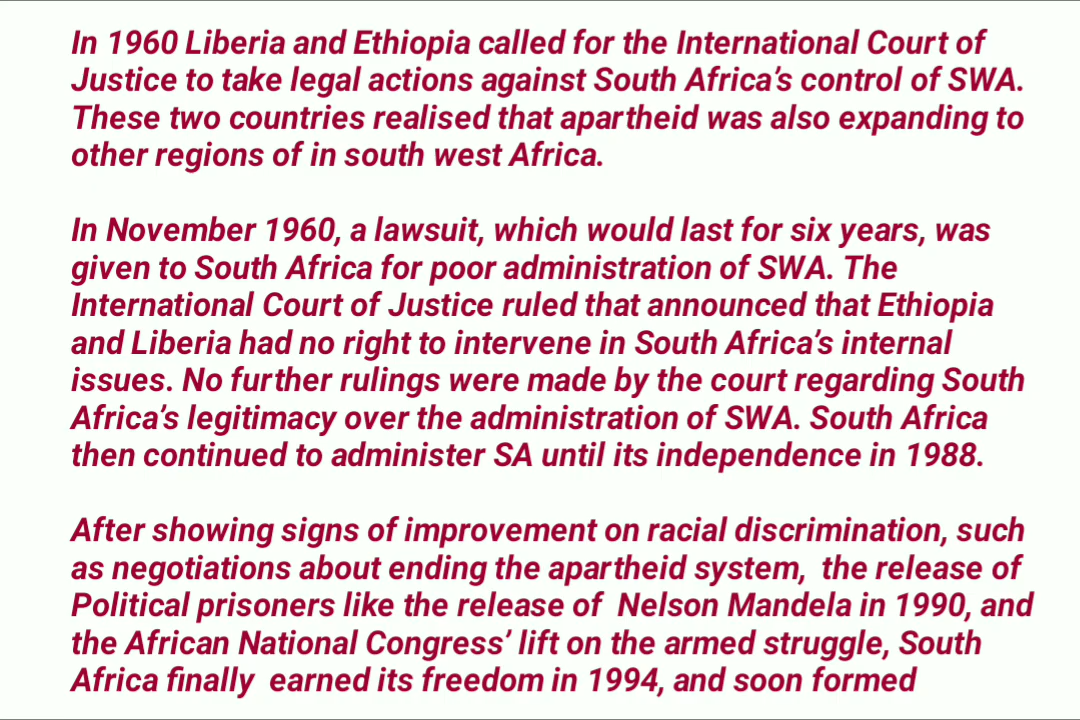 In 1960 Liberia and Ethiopia called for the International Court of
Justice to take legal actions against South Africa's control of SWA.
These two countries realised that apartheid was also expanding to
other regions of in south west Africa.
In November 1960, a lawsuit, which would last for six years, was
given to South Africa for poor administration of SWA. The
International Court of Justice ruled that announced that Ethiopia
and Liberia had no right to intervene in South Africa's internal
issues. No further rulings were made by the court regarding South
Africa's legitimacy over the administration of SWA. South Africa
then continued to administer SA until its independence in 1988.
After showing signs of improvement on racial discrimination, such
as negotiations about ending the apartheid system,  the release of
Political prisoners like the release of  Nelson Mandela in 1990, and
the African National Congress' lift on the armed struggle, South
Africa finally  earned its freedom in 1994, and soon formed